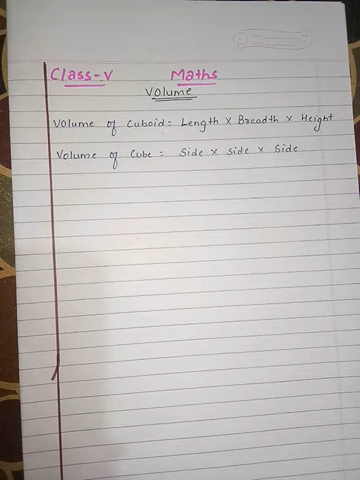 Class-V Maths
Volume
Volume of Cuboid = Length × Breadth × Height
Volume of Cube = Side × Side × Side